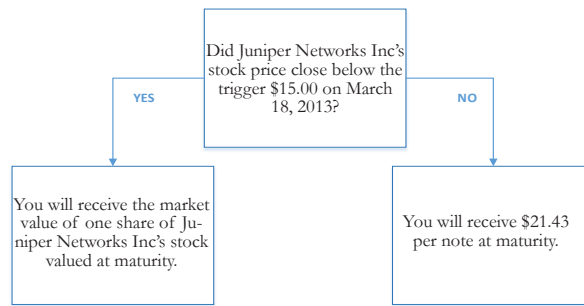 Did Juniper Networks Inc's
stock price close below the
trigger $15.00 on March
18, 2013?
YES
NO
You will receive the market
value of one share of Ju-
niper Networks Inc's stock
valued at maturity.
You will receive $21.43
per note at maturity.